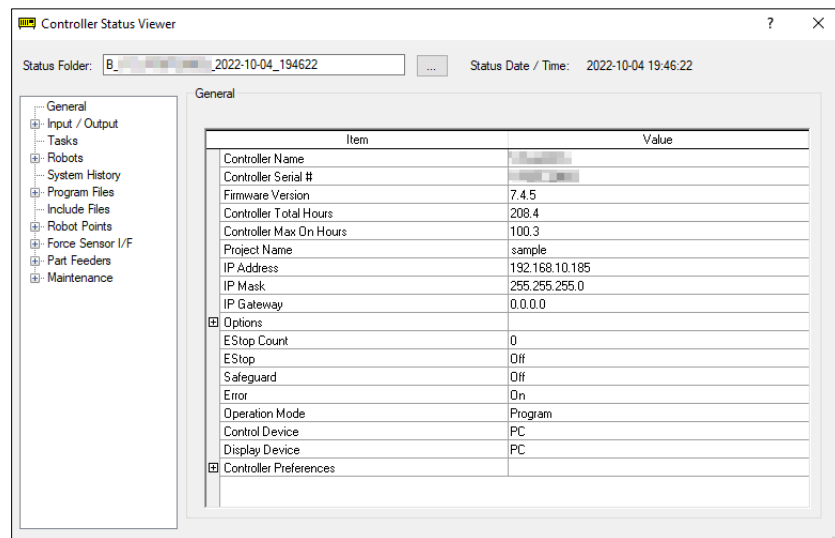 Controller Status Viewer
Status Folder: B_ _2022-10-04_194622 ... Status Date / Time: 2022-10-04 19:46:22
General
Input / Output
Tasks
Robots
System History
Program Files
Include Files
Robot Points
Force Sensor I/F
Part Feeders
Maintenance
General
Item Value
Controller Name
Controller Serial #
Firmware Version 7.4.5
Controller Total Hours 208.4
Controller Max On Hours 100.3
Project Name sample
IP Address 192.168.10.185
IP Mask 255.255.255.0
IP Gateway 0.0.0.0
Options
EStop Count 0
EStop Off
Safeguard Off
Error On
Operation Mode Program
Control Device PC
Display Device PC
Controller Preferences